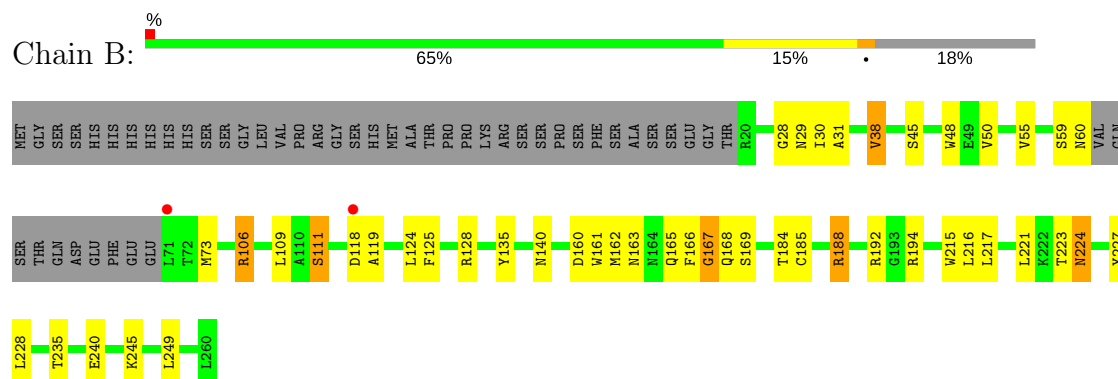 %
Chain B:
65% 15% • 18%
MET GLY SER SER HIS HIS HIS HIS HIS HIS SER SER GLY LEU VAL PRO ARG GLY SER HIS MET ALA THR PRO PRO LYS ARG SER SER PRO SER PHE SER ALA SER SER GLU GLY THR R20 G28 N29 I30 A31 V38 S45 W48 E49 V50 V55 S59 N60 VAL
SER THR GLN ASP GLU PHE GLU GLU L71 T72 M73 R106 L109 A110 S111 D118 A119 L124 F125 R128 Y135 N140 D160 W161 M162 N163 N164 Q165 F166 G167 Q168 S169 T184 C185 R188 R192 G193 R194 W215 L216 L217 L221 K222 T223 N224
L228 T235 E240 K245 L249 L260